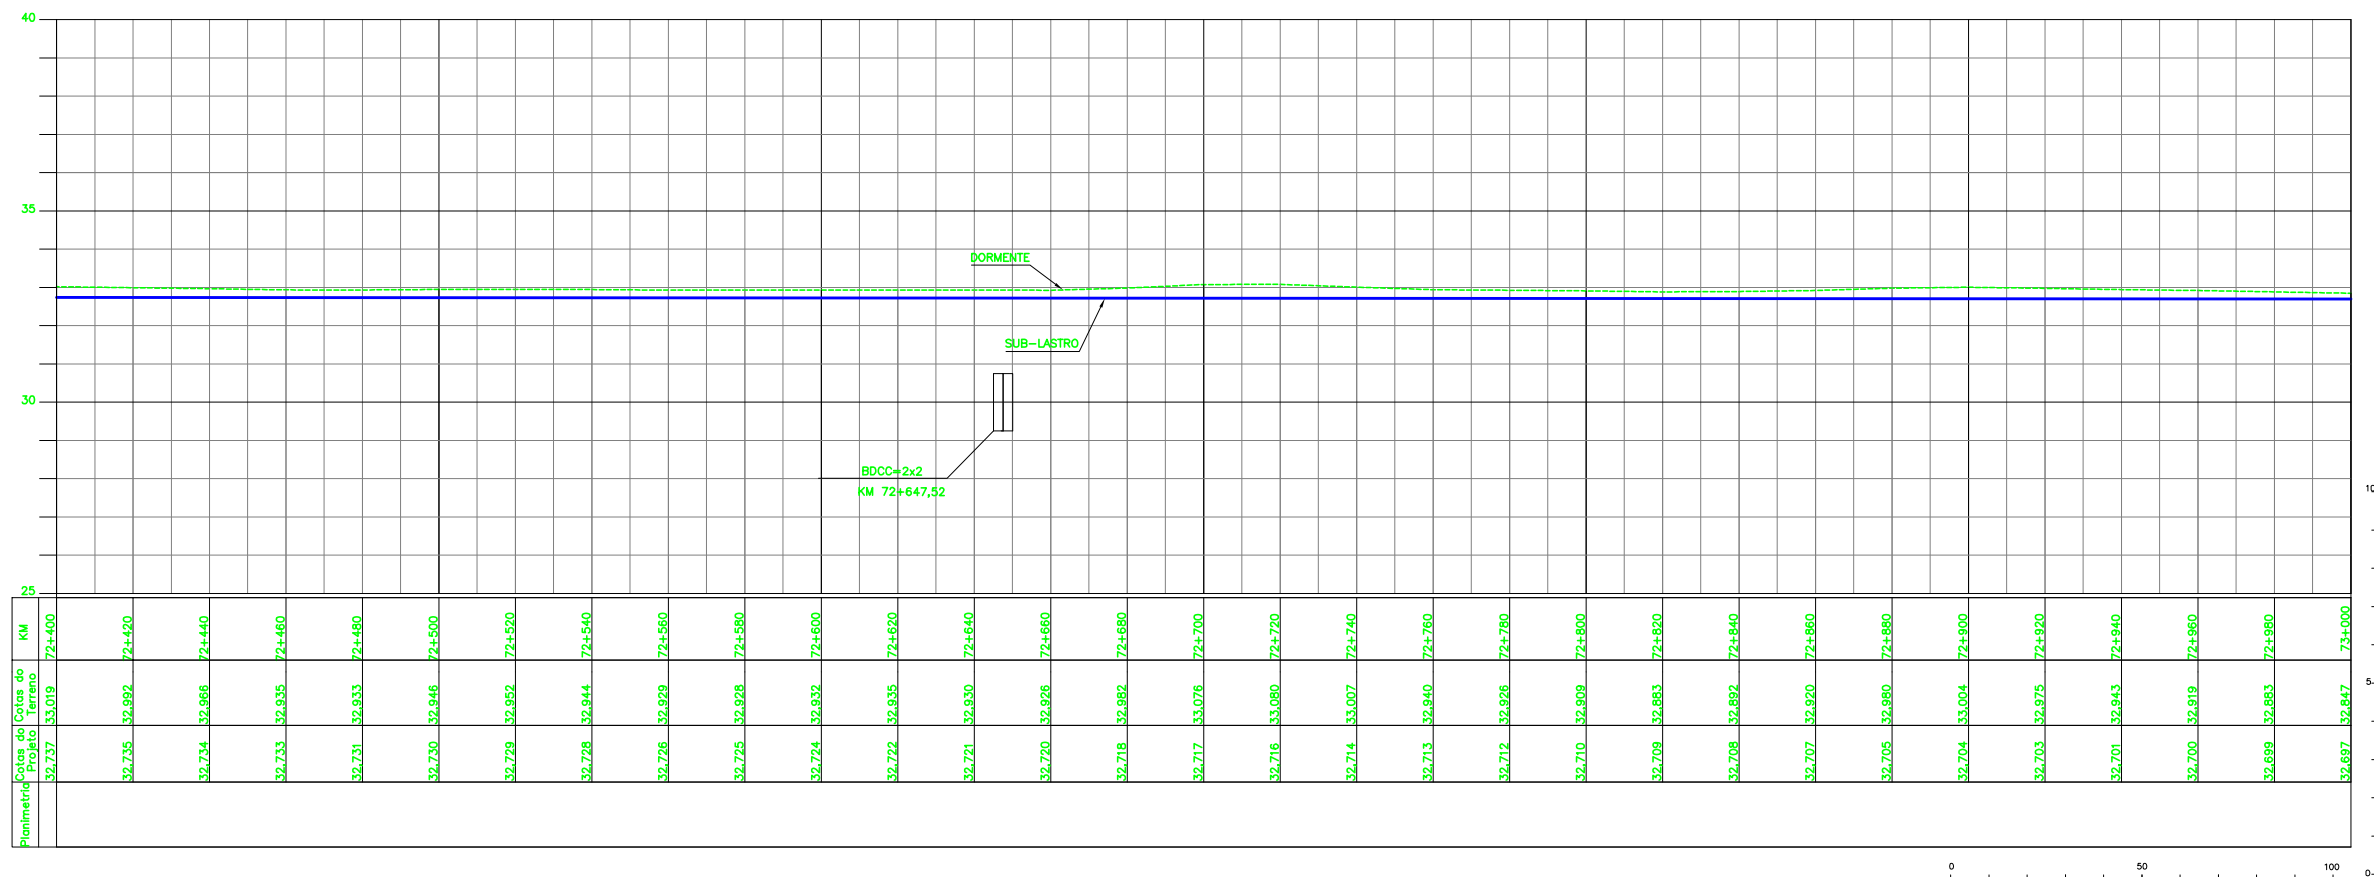 40
35
DORMENTE
SUB-LASTRO
30
BDCC=2x2
KM 72+647,52
25
KM 72+400 72+420 72+440 72+460 72+480 72+500 72+520 72+540 72+560 72+580 72+600 72+620 72+640 72+660 72+680 72+700 72+720 72+740 72+760 72+780 72+800 72+820 72+840 72+860 72+880 72+900 72+920 72+940 72+960 72+980 73+000
Cotas do
Terreno
33,019 32,992 32,966 32,935 32,933 32,946 32,952 32,944 32,929 32,928 32,932 32,935 32,930 32,926 32,982 33,076 33,080 33,007 32,940 32,926 32,909 32,883 32,892 32,920 32,980 33,004 32,975 32,943 32,919 32,883 32,847
Cotas do
Projeto
32,737 32,735 32,734 32,733 32,731 32,730 32,729 32,728 32,726 32,725 32,724 32,722 32,721 32,720 32,718 32,717 32,716 32,714 32,713 32,712 32,710 32,709 32,708 32,707 32,705 32,704 32,703 32,701 32,700 32,699 32,697
Planimetria
10
5
0
0 50 100